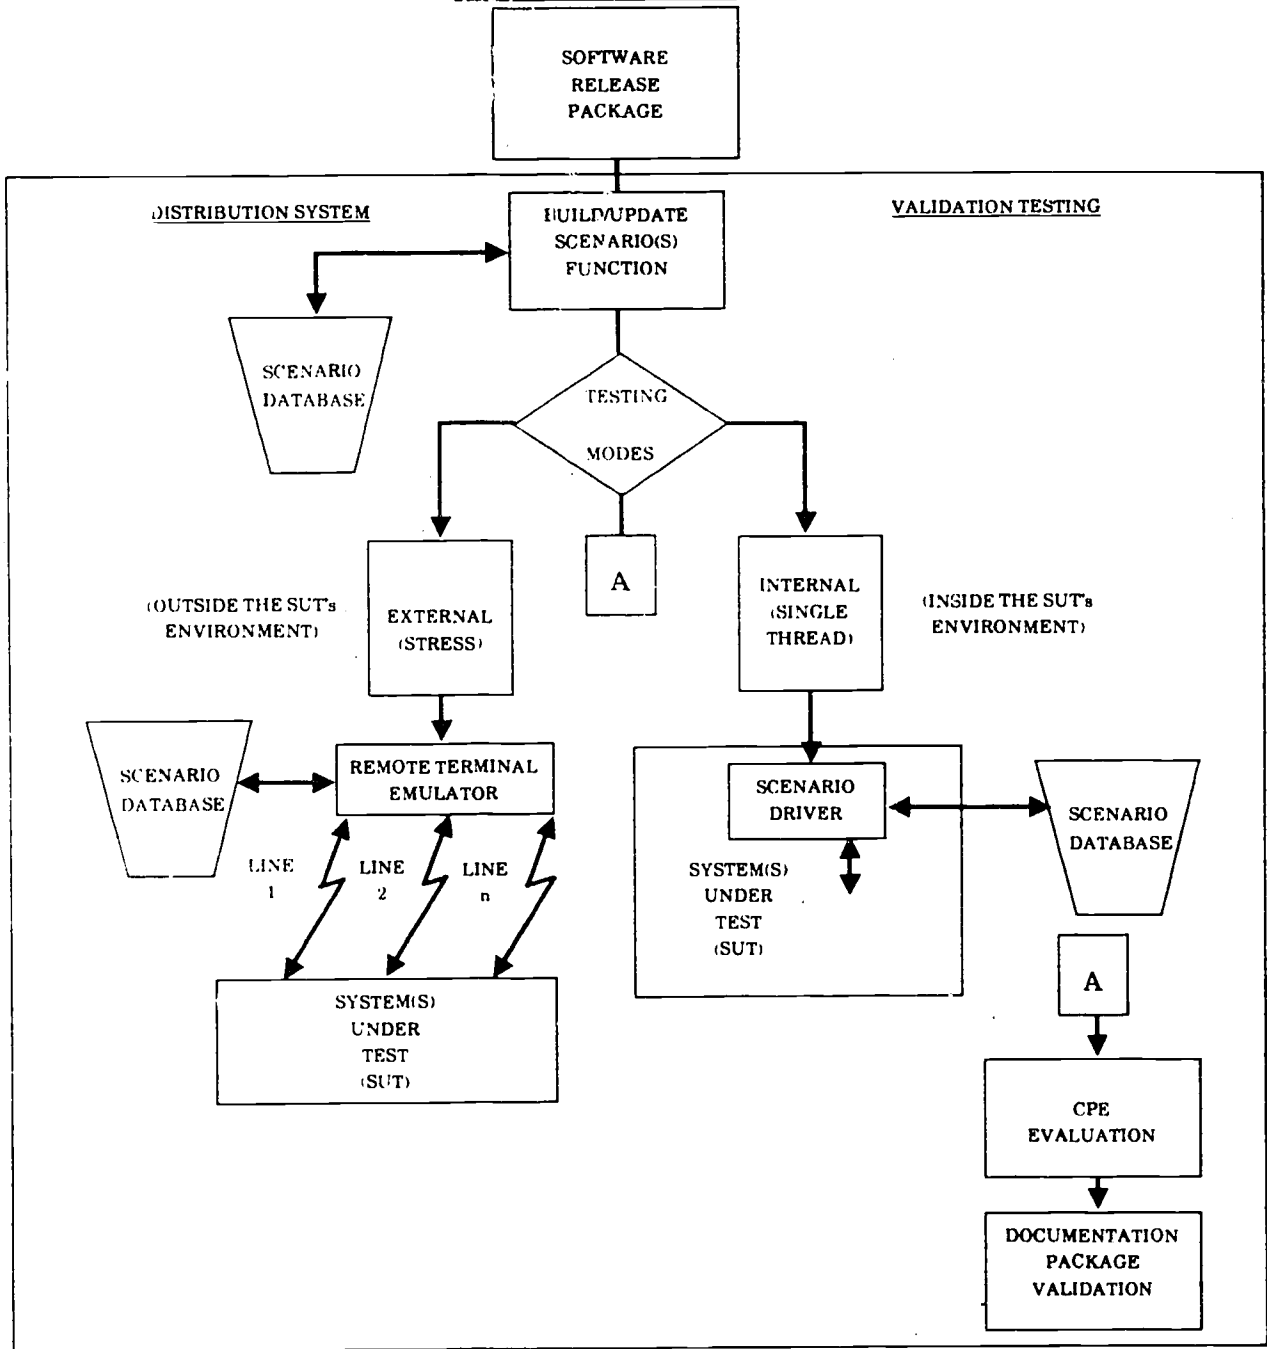 SOFTWARE
RELEASE
PACKAGE
DISTRIBUTION SYSTEM
VALIDATION TESTING
BUILD/UPDATE
SCENARIO(S)
FUNCTION
SCENARIO
DATABASE
TESTING
MODES
A
(OUTSIDE THE SUT's
ENVIRONMENT)
EXTERNAL
(STRESS)
INTERNAL
(SINGLE
THREAD)
(INSIDE THE SUT's
ENVIRONMENT)
SCENARIO
DATABASE
REMOTE TERMINAL
EMULATOR
SCENARIO
DRIVER
SCENARIO
DATABASE
LINE
1
LINE
2
LINE
n
SYSTEM(S)
UNDER
TEST
(SUT)
SYSTEM(S)
UNDER
TEST
(SUT)
A
CPE
EVALUATION
DOCUMENTATION
PACKAGE
VALIDATION